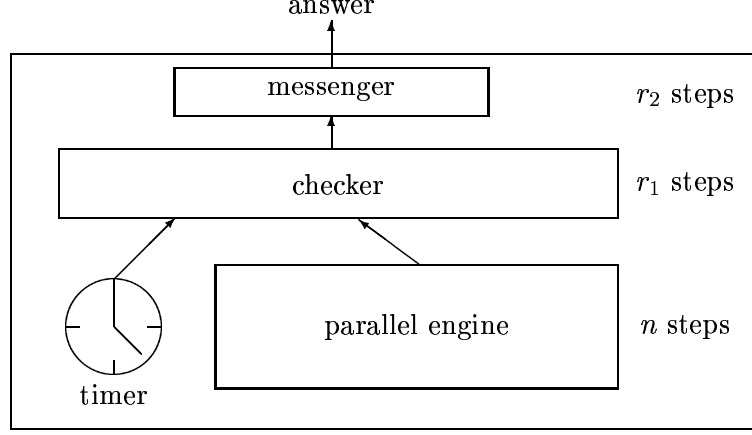 answer
messenger
r₂ steps
checker
r₁ steps
parallel engine
n steps
timer